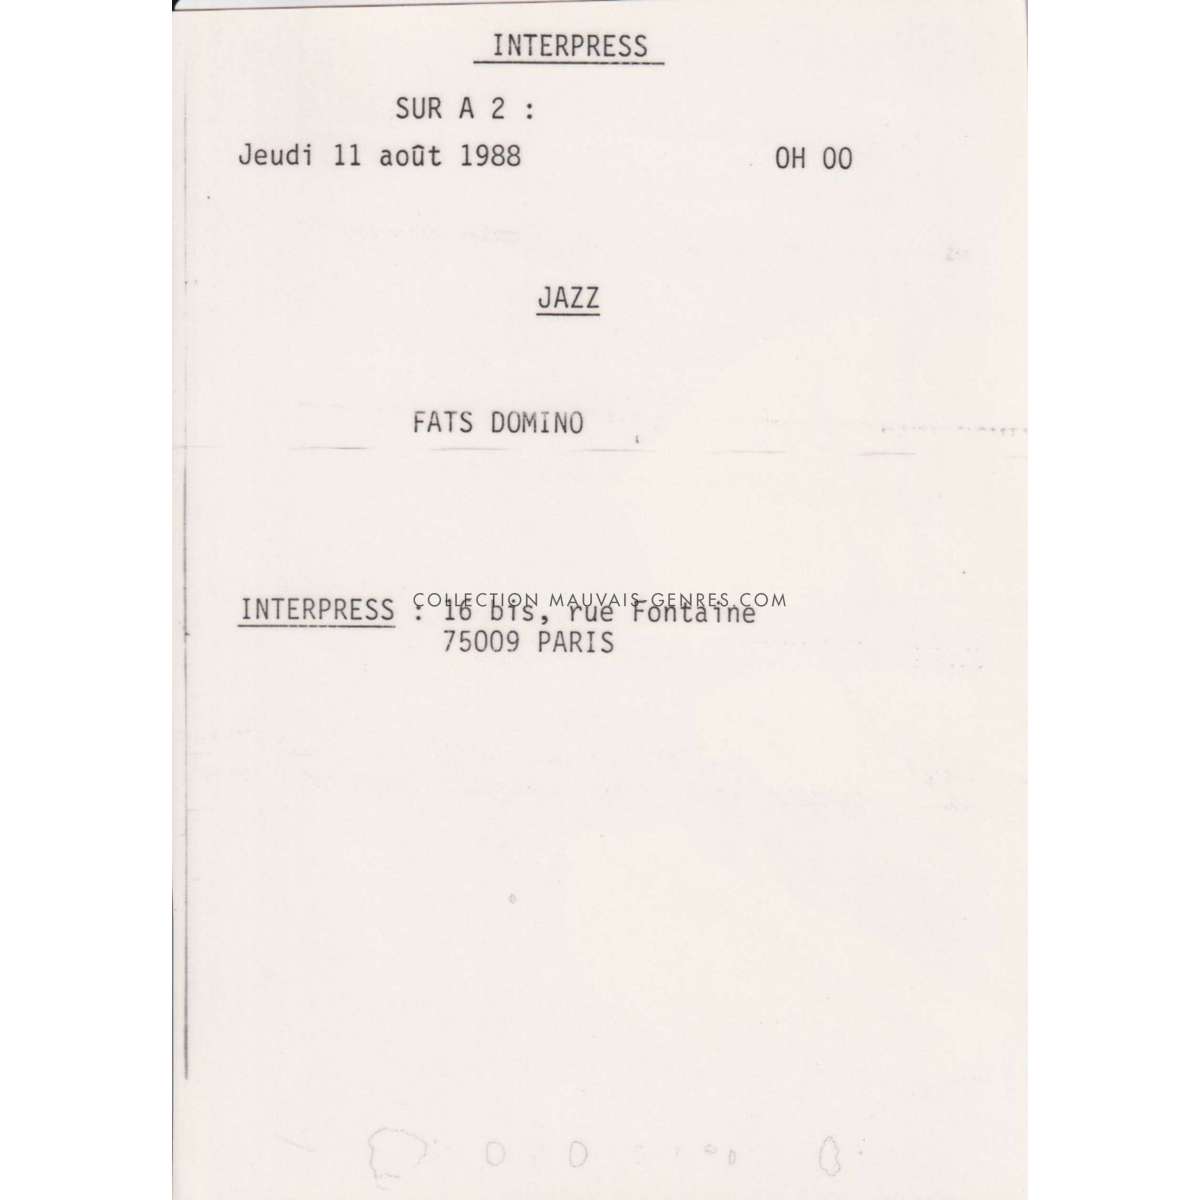 INTERPRESS
SUR A 2 :
Jeudi 11 août 1988 0H 00
JAZZ
FATS DOMINO
COLLECTION MAUVAIS-GENRES.COM
INTERPRESS : 16 bis, rue Fontaine
75009 PARIS